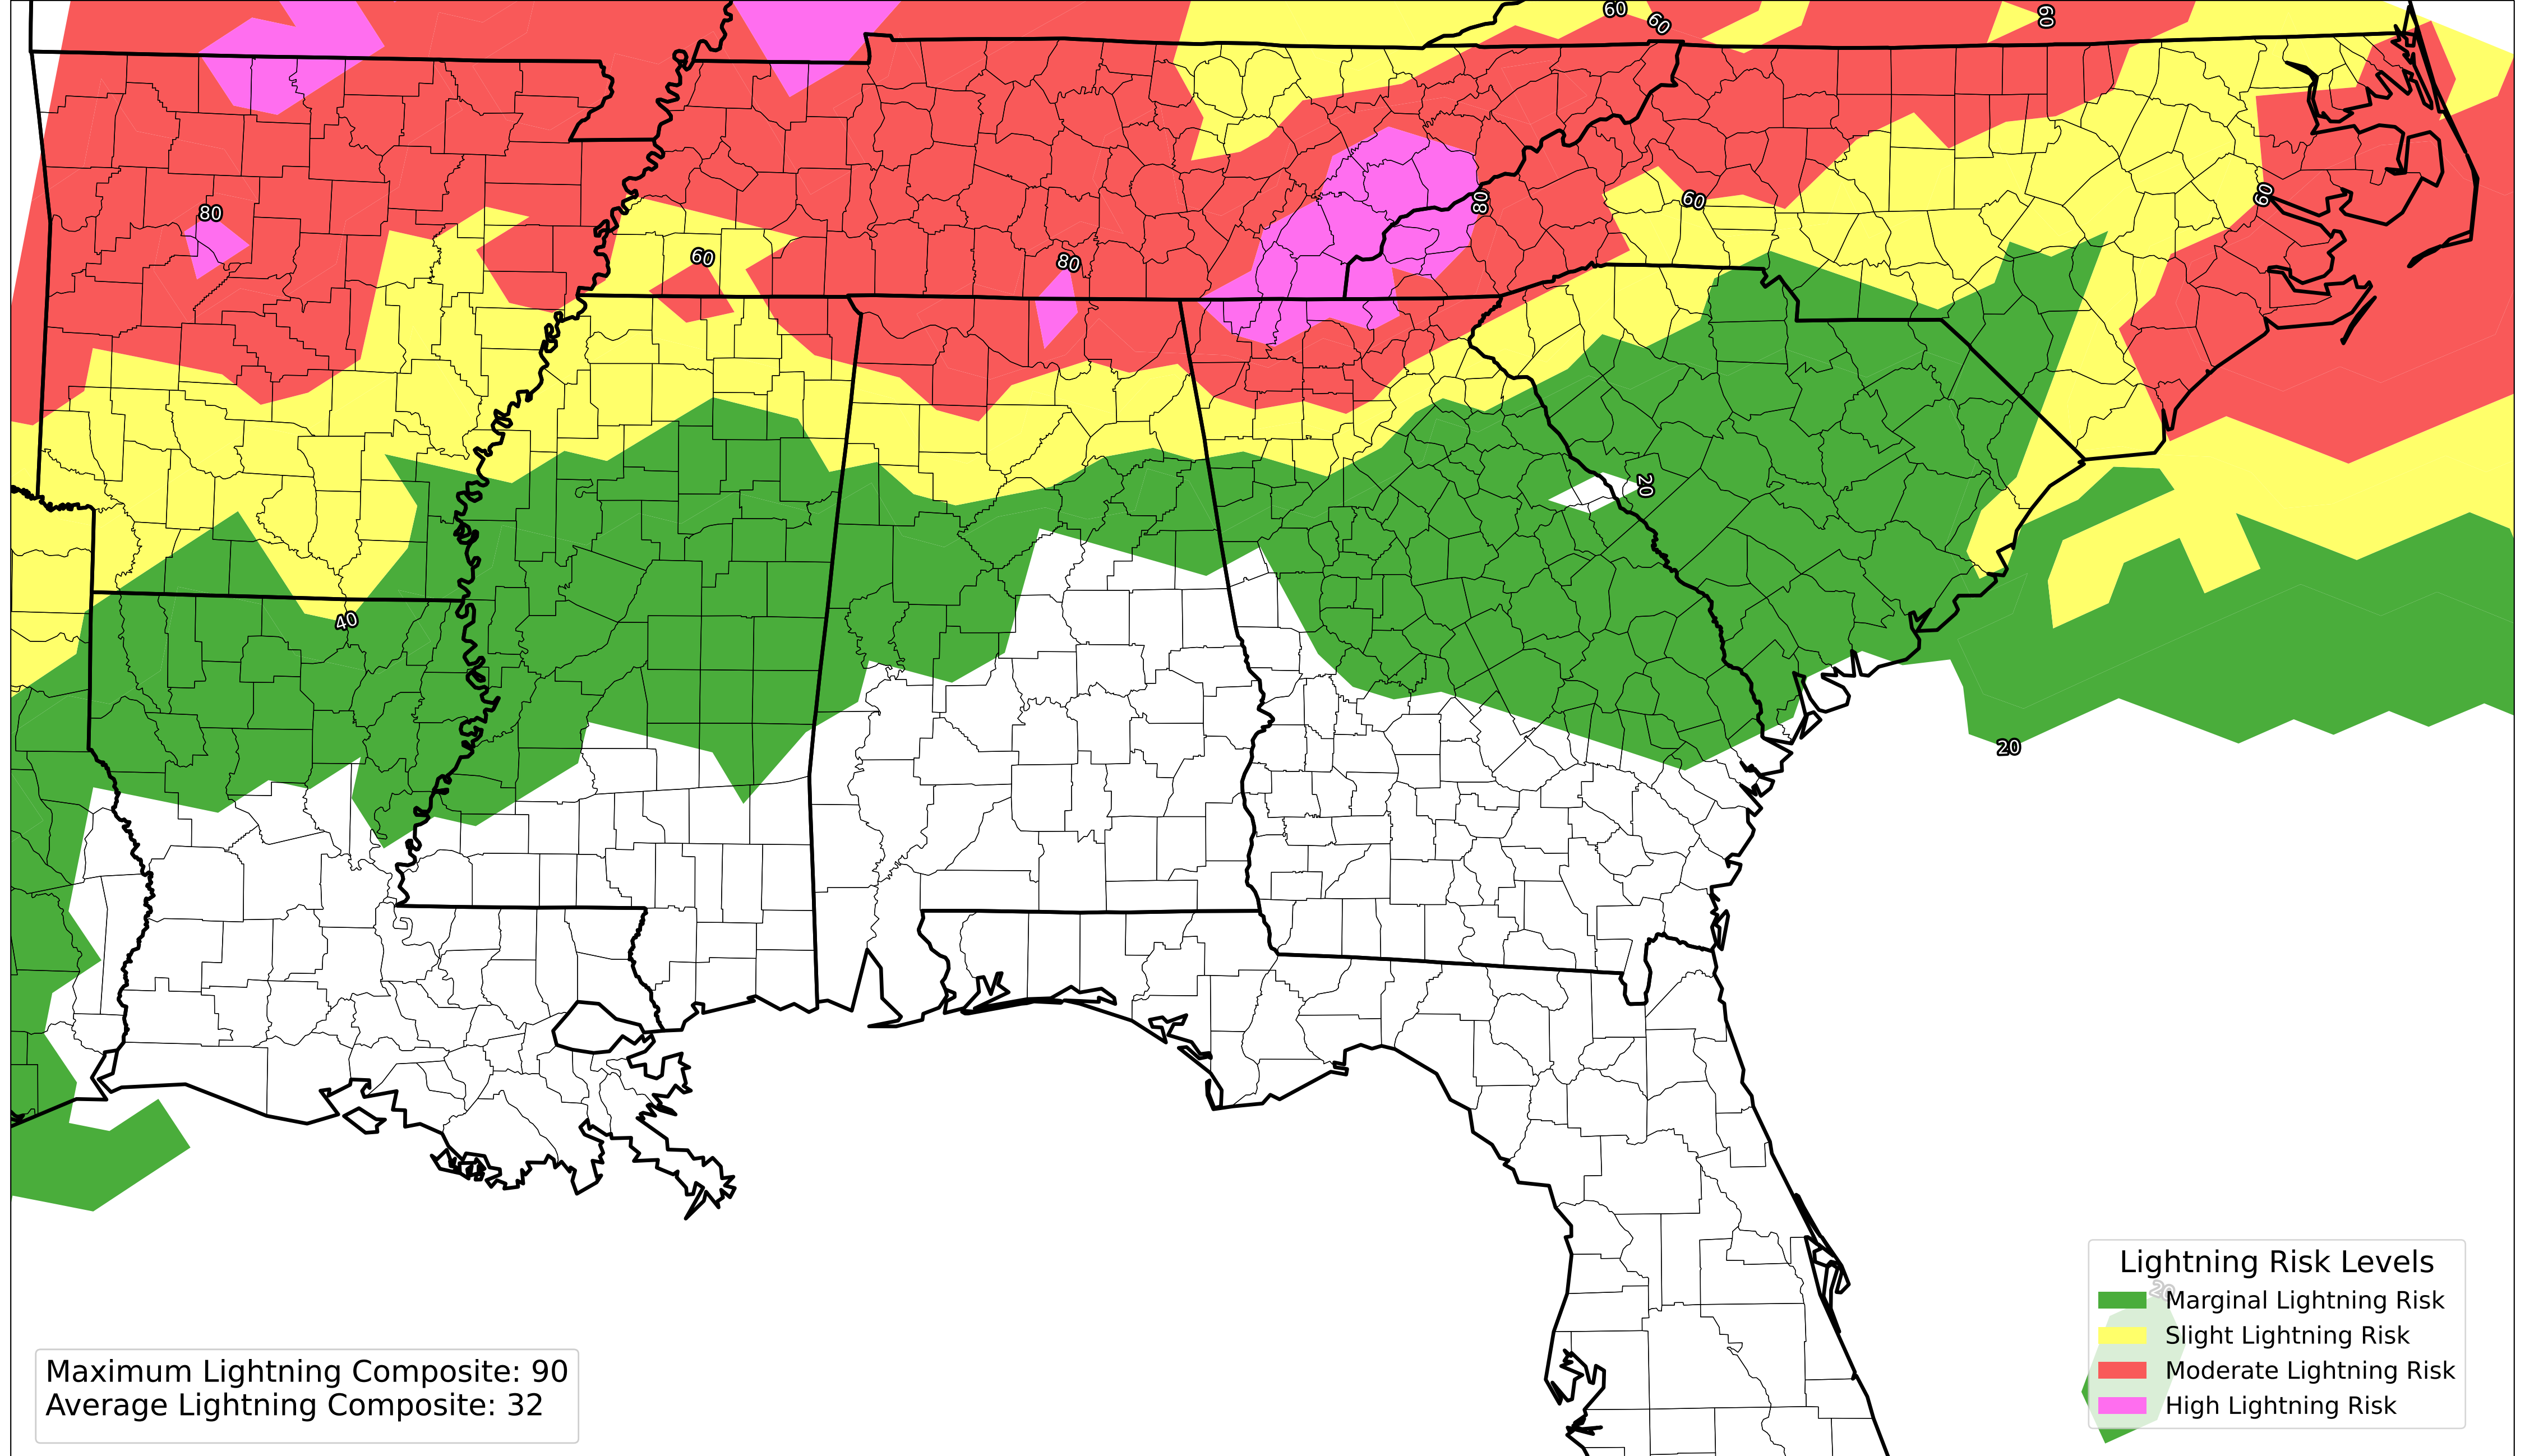 60
60
60
80
80
60
60
60
80
20
40
20
Lightning Risk Levels
20
Marginal Lightning Risk
Slight Lightning Risk
Moderate Lightning Risk
High Lightning Risk
Maximum Lightning Composite: 90
Average Lightning Composite: 32